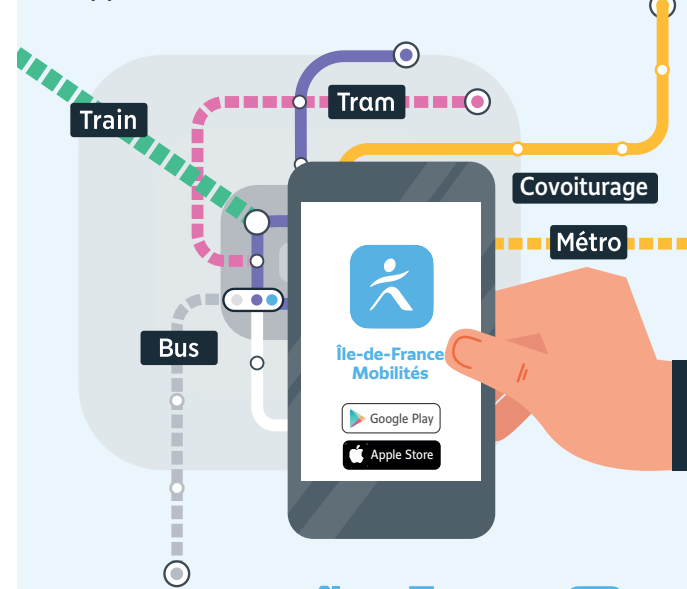 Tram
Train
Covoiturage
Métro
Bus
Île-de-France
Mobilités
Google Play
Apple Store